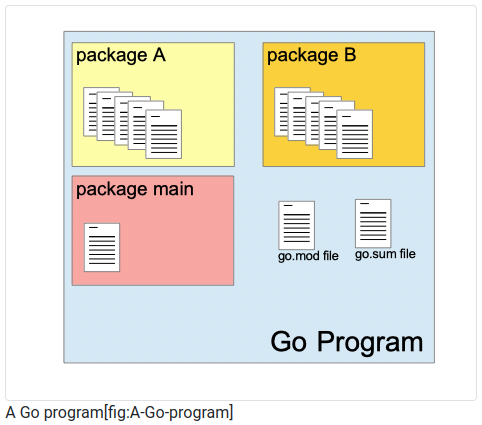 package A
package B
package main
go.mod file
go.sum file
Go Program
A Go program[fig:A-Go-program]